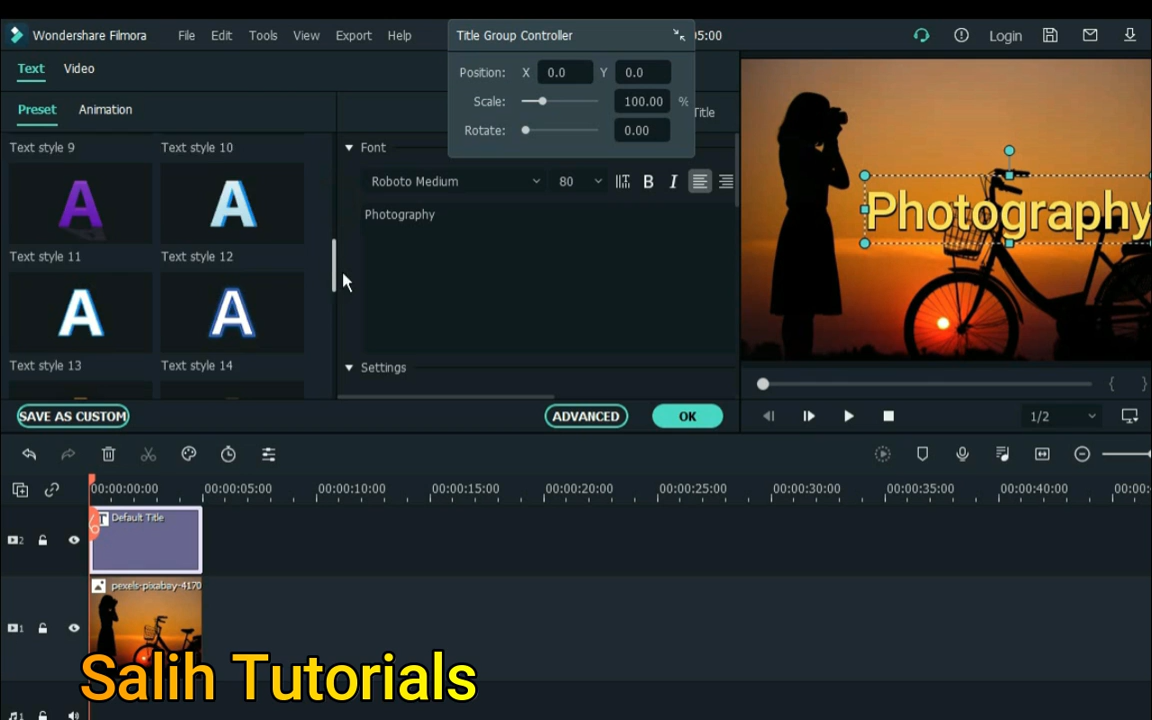 Wondershare Filmora File Edit Tools View Export Help
Title Group Controller
05:00
Login
Text Video
Position: X 0.0 Y 0.0
Scale: 100.00 %
Rotate: 0.00
Preset Animation
Title
Text style 9 Text style 10
Font
Roboto Medium 80 B I
Photography
A A
Text style 11 Text style 12
A A
Text style 13 Text style 14
Settings
Photography
SAVE AS CUSTOM ADVANCED OK
1/2
00:00:00:00 00:00:05:00 00:00:10:00 00:00:15:00 00:00:20:00 00:00:25:00 00:00:30:00 00:00:35:00 00:00:40:00 00:00:
T Default Title
2
pexels-pixabay-4170
1
Salih Tutorials
1